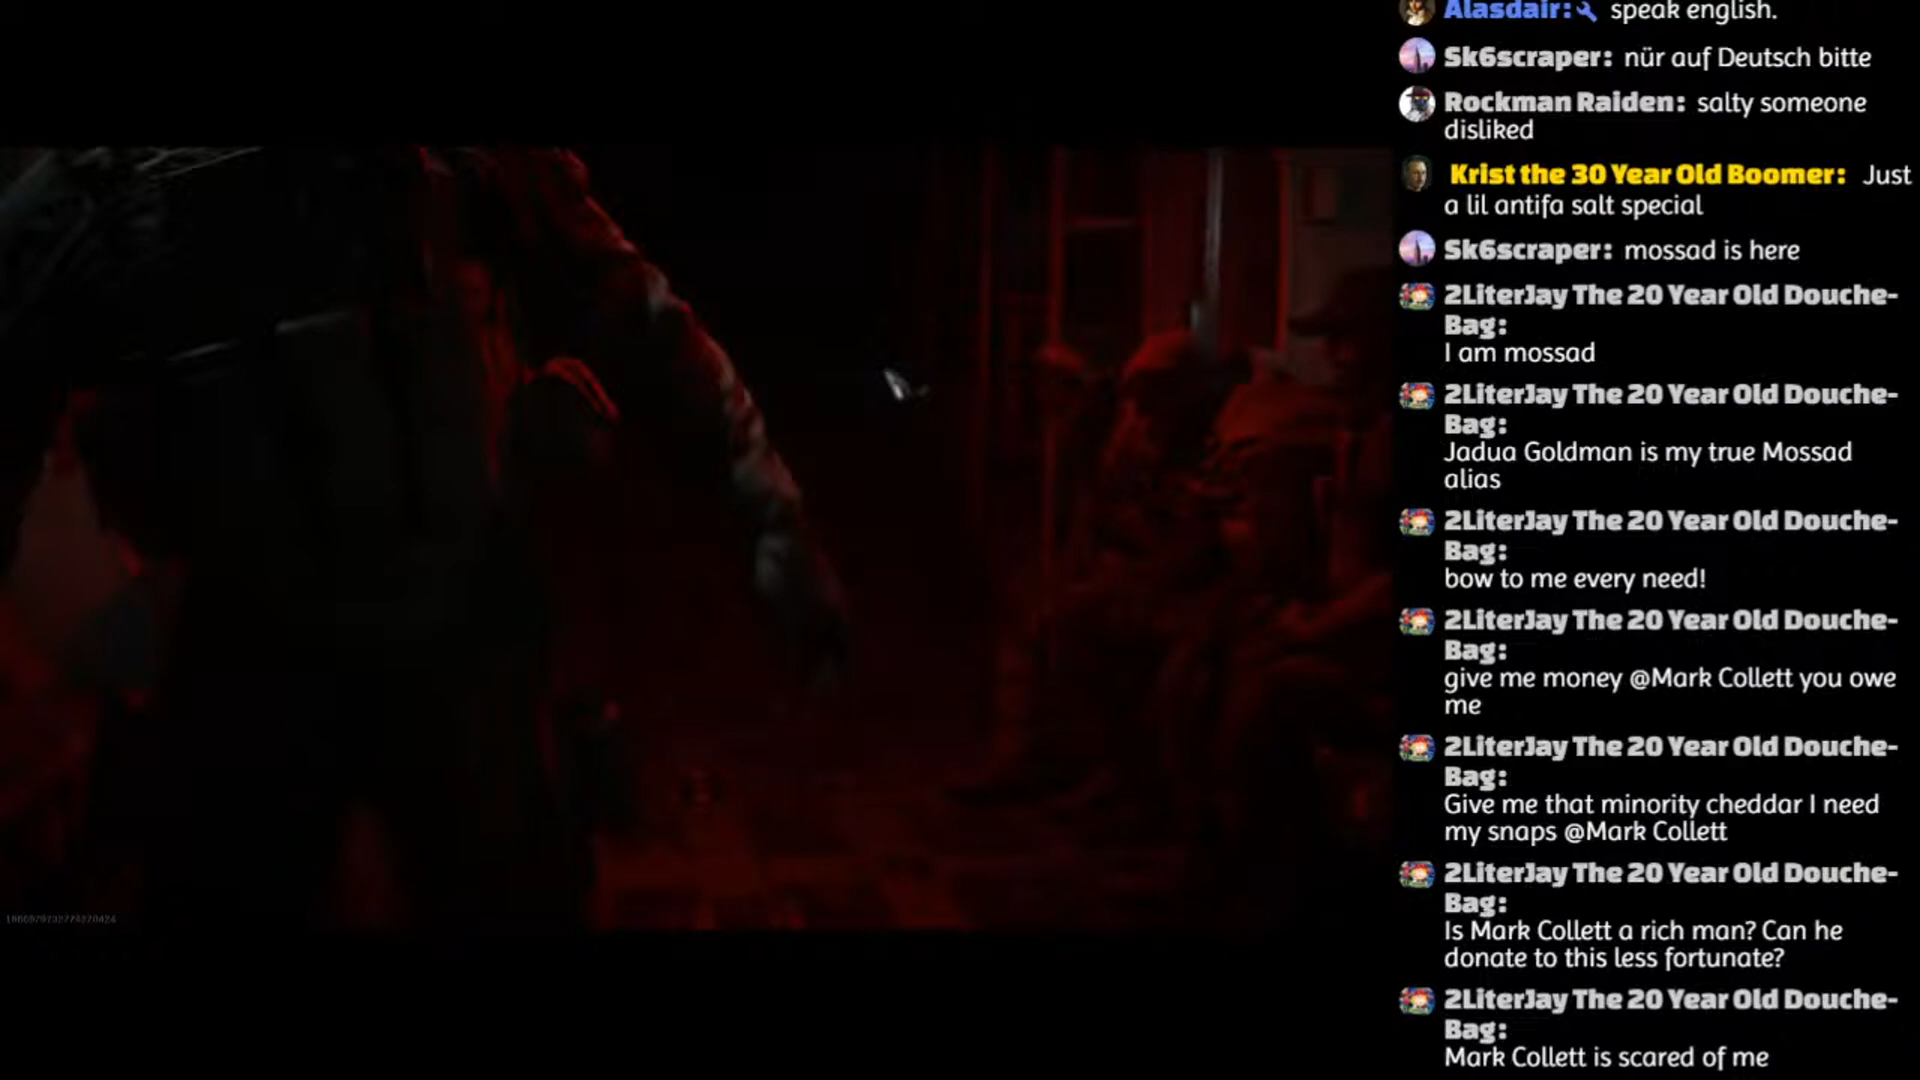 Alasdair: speak english.
Sk6scraper: nür auf Deutsch bitte
Rockman Raiden: salty someone
disliked
Krist the 30 Year Old Boomer: Just
a lil antifa salt special
Sk6scraper: mossad is here
2LiterJay The 20 Year Old Douche-
Bag:
I am mossad
2LiterJay The 20 Year Old Douche-
Bag:
Jadua Goldman is my true Mossad
alias
2LiterJay The 20 Year Old Douche-
Bag:
bow to me every need!
2LiterJay The 20 Year Old Douche-
Bag:
give me money @Mark Collett you owe
me
2LiterJay The 20 Year Old Douche-
Bag:
Give me that minority cheddar I need
my snaps @Mark Collett
2LiterJay The 20 Year Old Douche-
Bag:
Is Mark Collett a rich man? Can he
donate to this less fortunate?
2LiterJay The 20 Year Old Douche-
Bag:
Mark Collett is scared of me